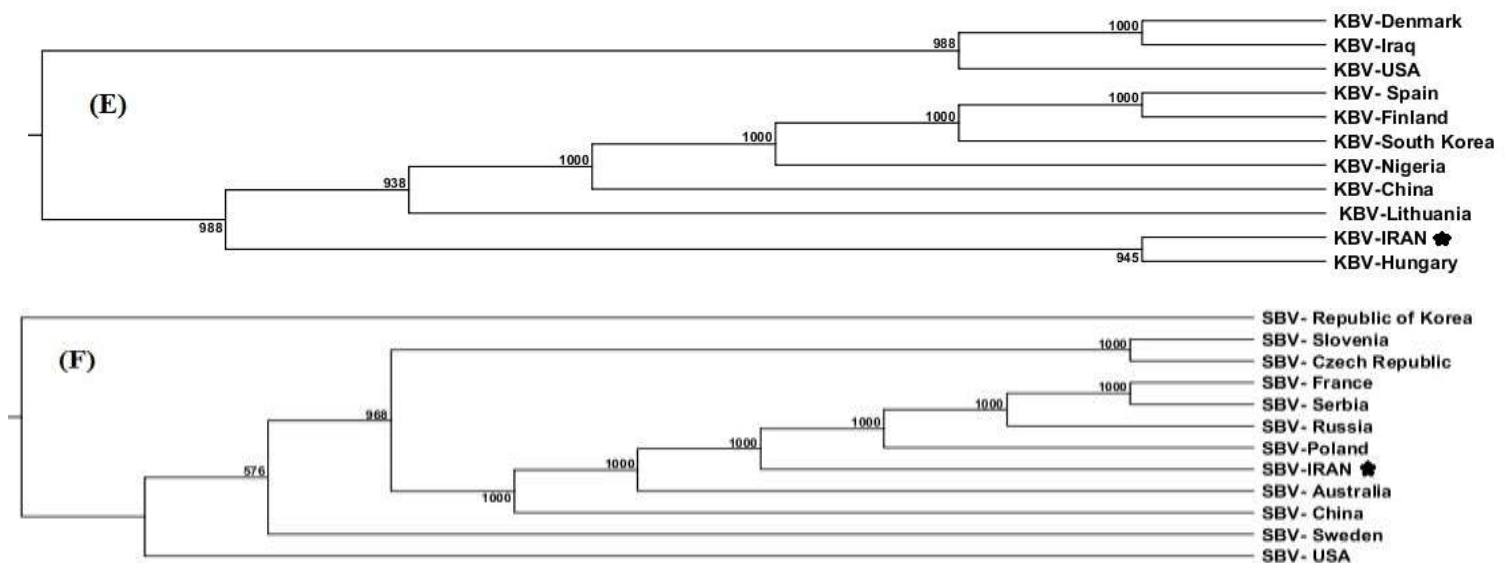 1000
KBV-Denmark
988
KBV-Iraq
KBV-USA
(E)
1000
KBV- Spain
1000
KBV-Finland
1000
KBV-South Korea
1000
KBV-Nigeria
938
KBV-China
988
KBV-Lithuania
KBV-IRAN
945
KBV-Hungary
SBV- Republic of Korea
(F)
1000
SBV- Slovenia
SBV- Czech Republic
1000
SBV- France
1000
SBV- Serbia
968
1000
SBV- Russia
1000
SBV-Poland
576
1000
SBV-IRAN
1000
SBV- Australia
SBV- China
SBV- Sweden
SBV- USA